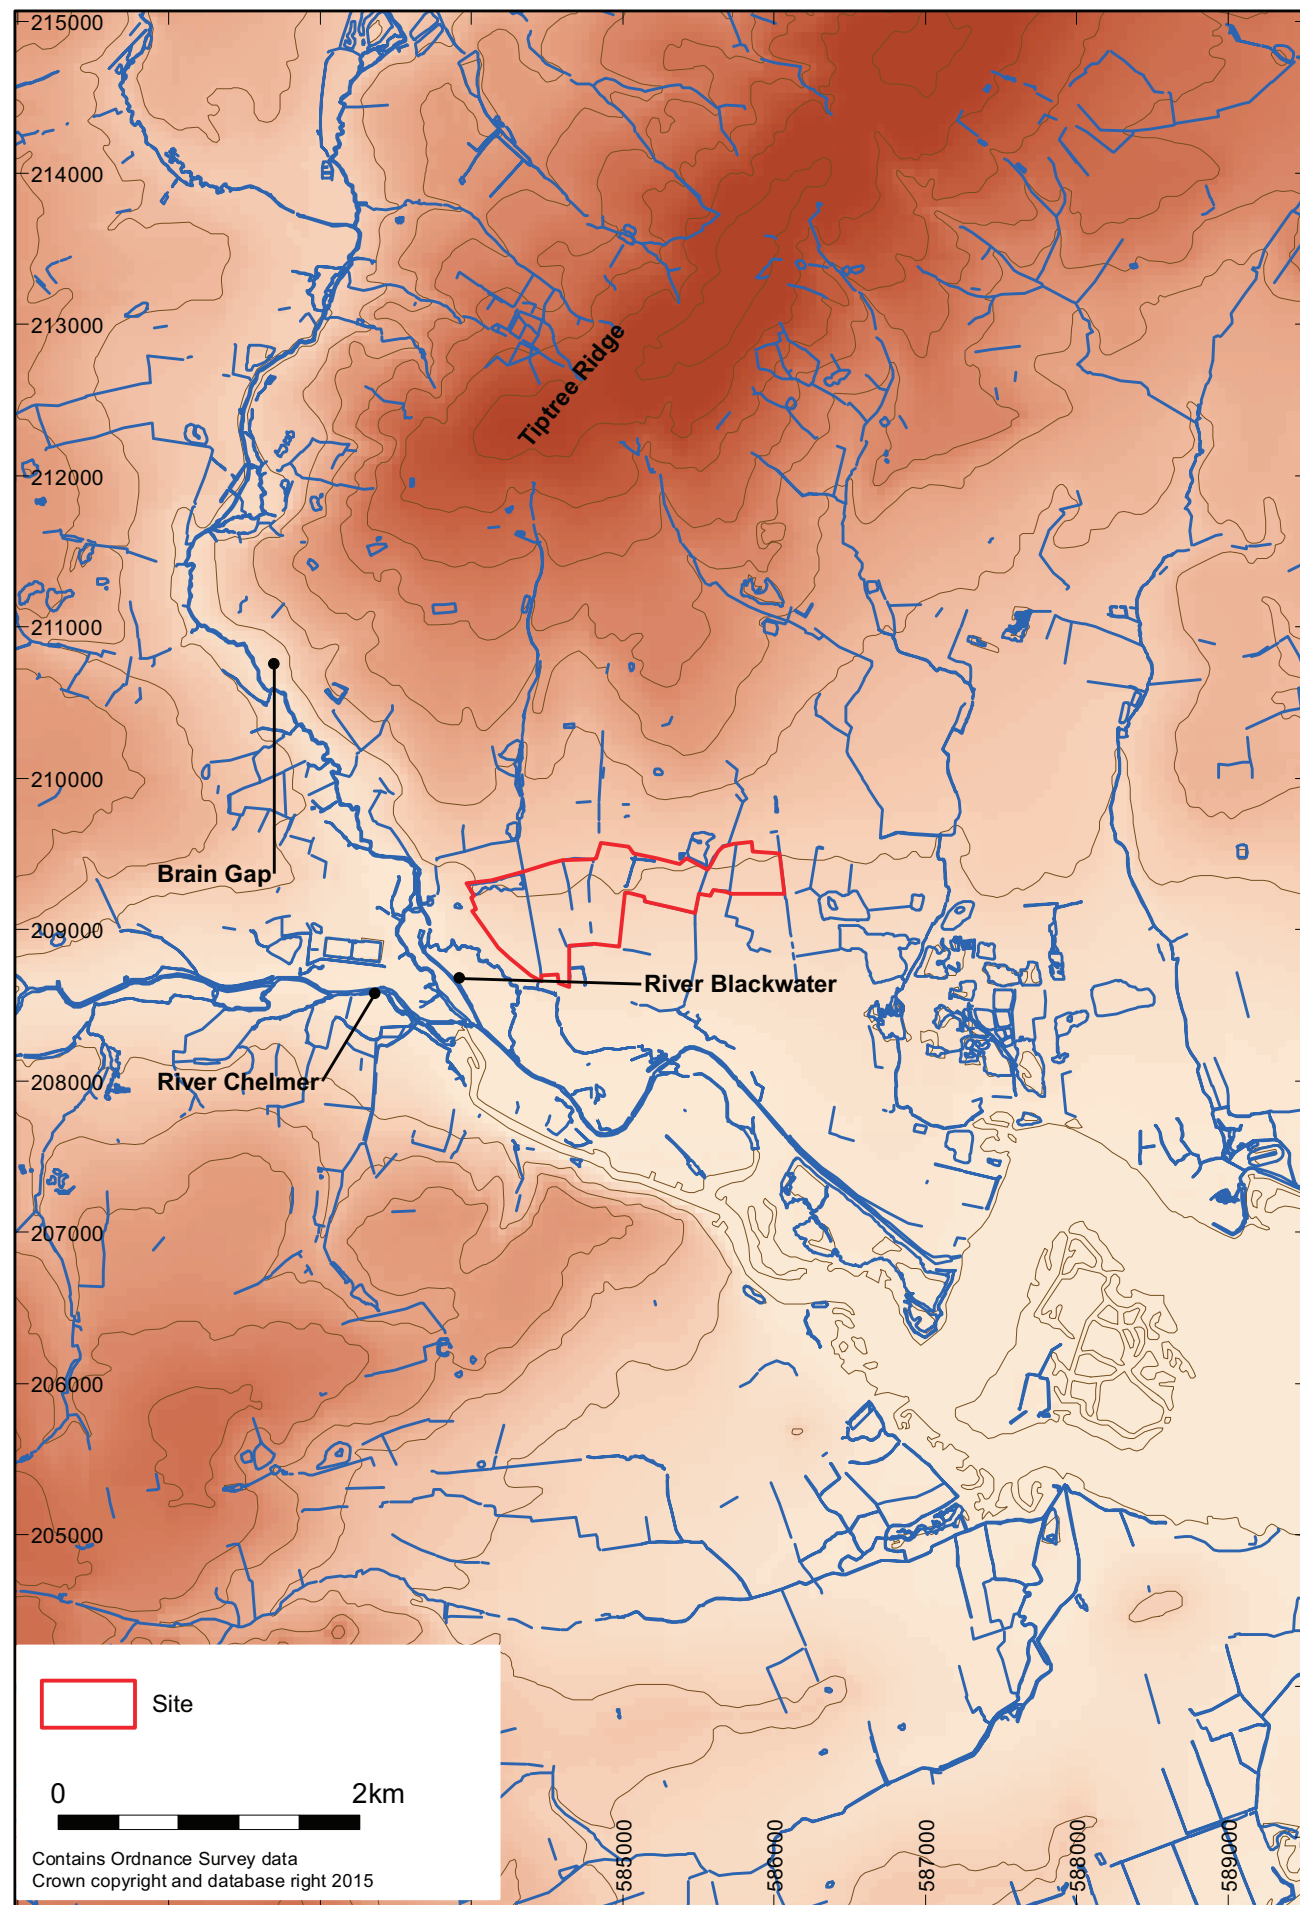 215000
214000
213000
Tiptree Ridge
212000
211000
210000
Brain Gap
209000
River Blackwater
208000
River Chelmer
207000
206000
205000
Site
0 2km
Contains Ordnance Survey data
Crown copyright and database right 2015
585000
586000
587000
588000
589000